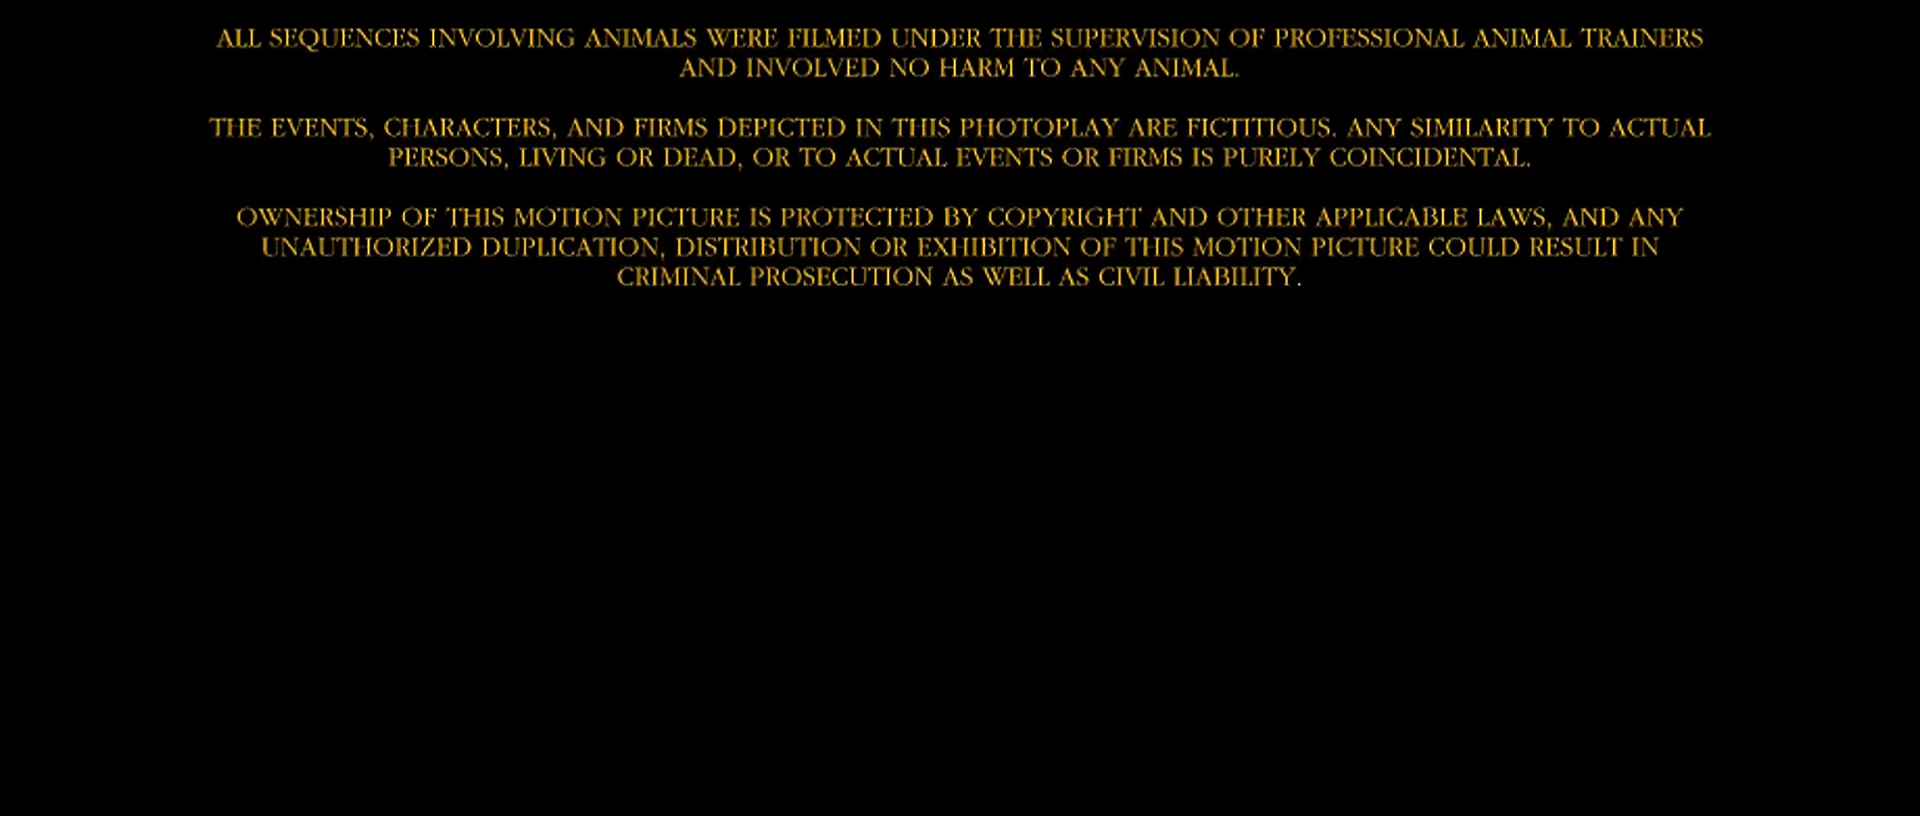 ALL SEQUENCES INVOLVING ANIMALS WERE FILMED UNDER THE SUPERVISION OF PROFESSIONAL ANIMAL TRAINERS
AND INVOLVED NO HARM TO ANY ANIMAL.
THE EVENTS, CHARACTERS, AND FIRMS DEPICTED IN THIS PHOTOPLAY ARE FICTITIOUS. ANY SIMILARITY TO ACTUAL
PERSONS, LIVING OR DEAD, OR TO ACTUAL EVENTS OR FIRMS IS PURELY COINCIDENTAL.
OWNERSHIP OF THIS MOTION PICTURE IS PROTECTED BY COPYRIGHT AND OTHER APPLICABLE LAWS, AND ANY
UNAUTHORIZED DUPLICATION, DISTRIBUTION OR EXHIBITION OF THIS MOTION PICTURE COULD RESULT IN
CRIMINAL PROSECUTION AS WELL AS CIVIL LIABILITY.